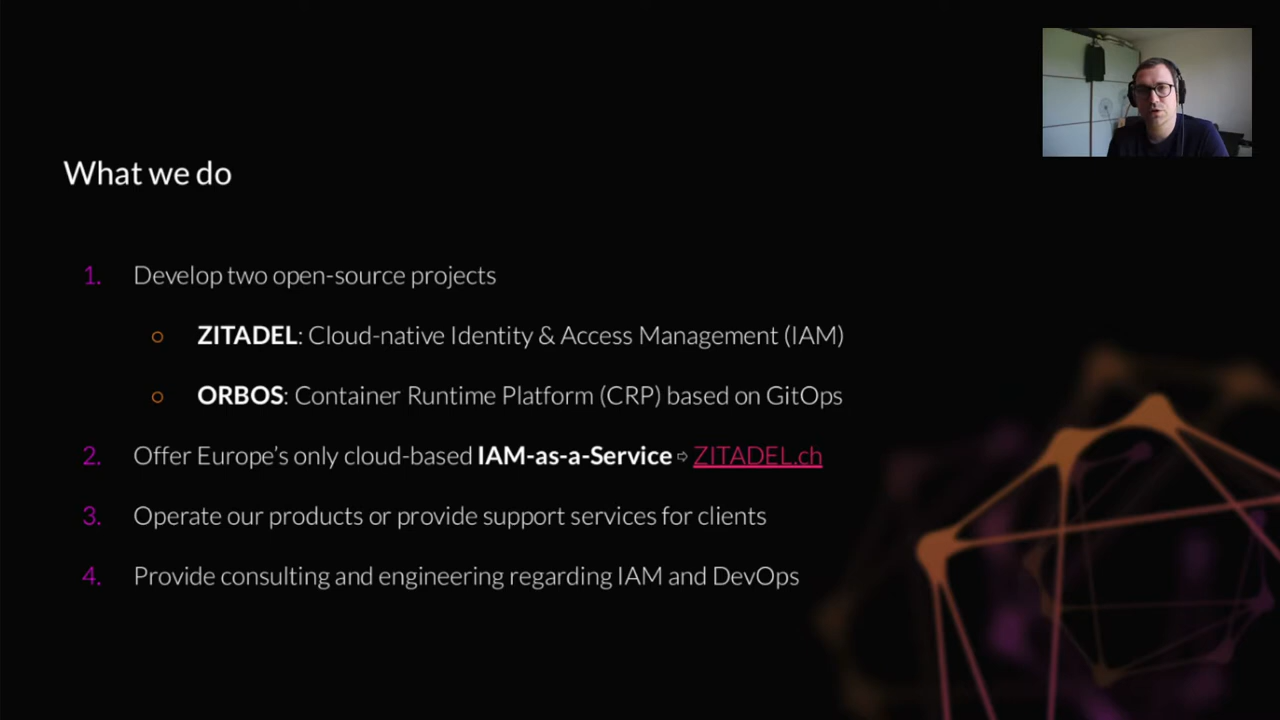 What we do
1. Develop two open-source projects
○ ZITADEL: Cloud-native Identity & Access Management (IAM)
○ ORBOS: Container Runtime Platform (CRP) based on GitOps
2. Offer Europe's only cloud-based IAM-as-a-Service ⇨ ZITADEL.ch
3. Operate our products or provide support services for clients
4. Provide consulting and engineering regarding IAM and DevOps